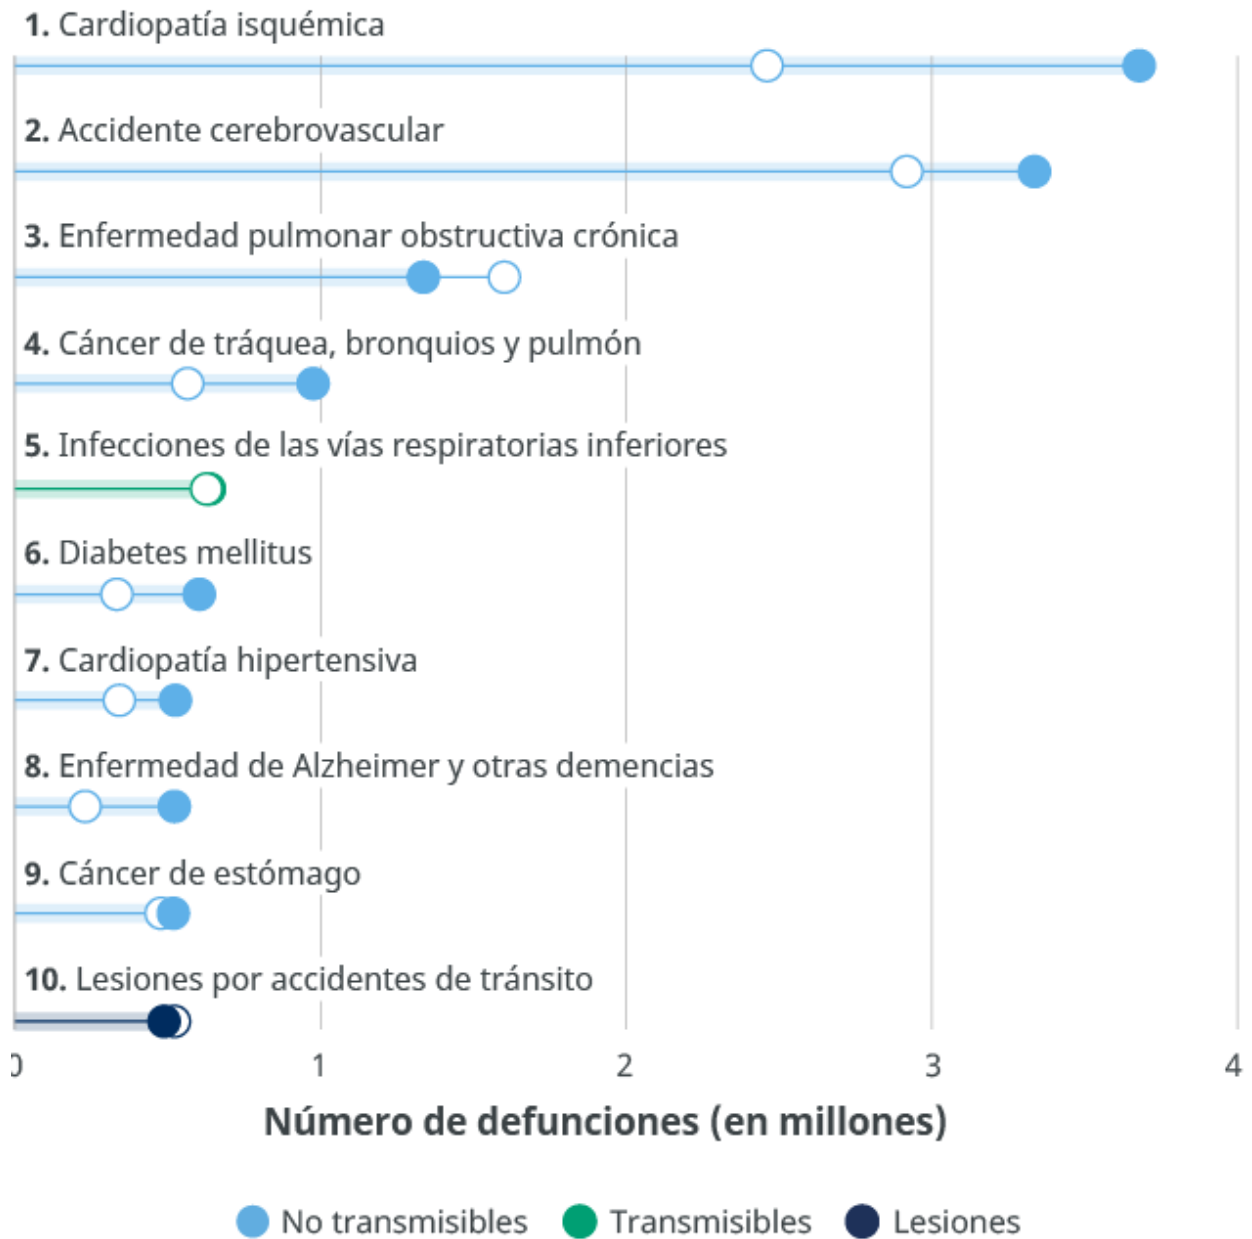 1. Cardiopatía isquémica
2. Accidente cerebrovascular
3. Enfermedad pulmonar obstructiva crónica
4. Cáncer de tráquea, bronquios y pulmón
5. Infecciones de las vías respiratorias inferiores
6. Diabetes mellitus
7. Cardiopatía hipertensiva
8. Enfermedad de Alzheimer y otras demencias
9. Cáncer de estómago
10. Lesiones por accidentes de tránsito
0 1 2 3 4
Número de defunciones (en millones)
No transmisibles Transmisibles Lesiones